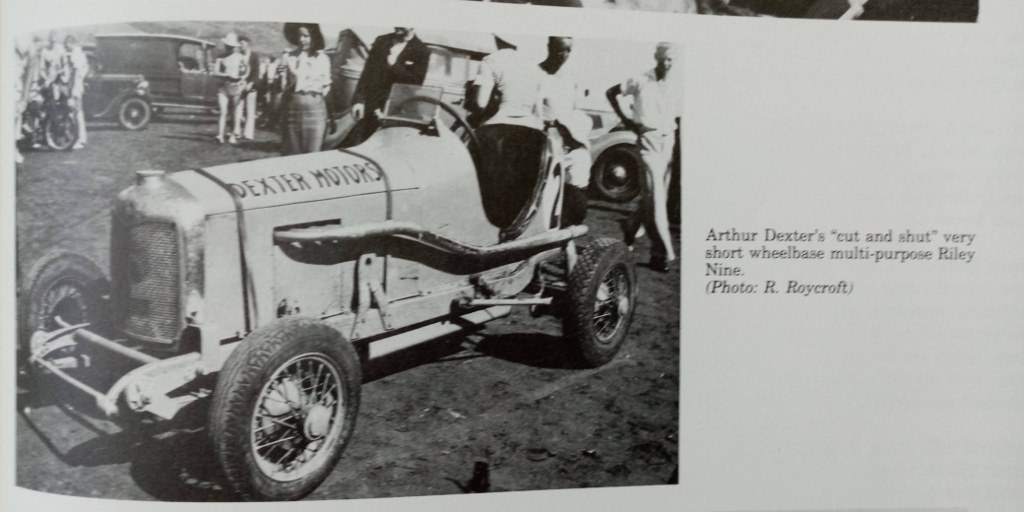 DEXTER MOTORS
Arthur Dexter's "cut and shut" very
short wheelbase multi-purpose Riley
Nine.
(Photo: R. Roycroft)